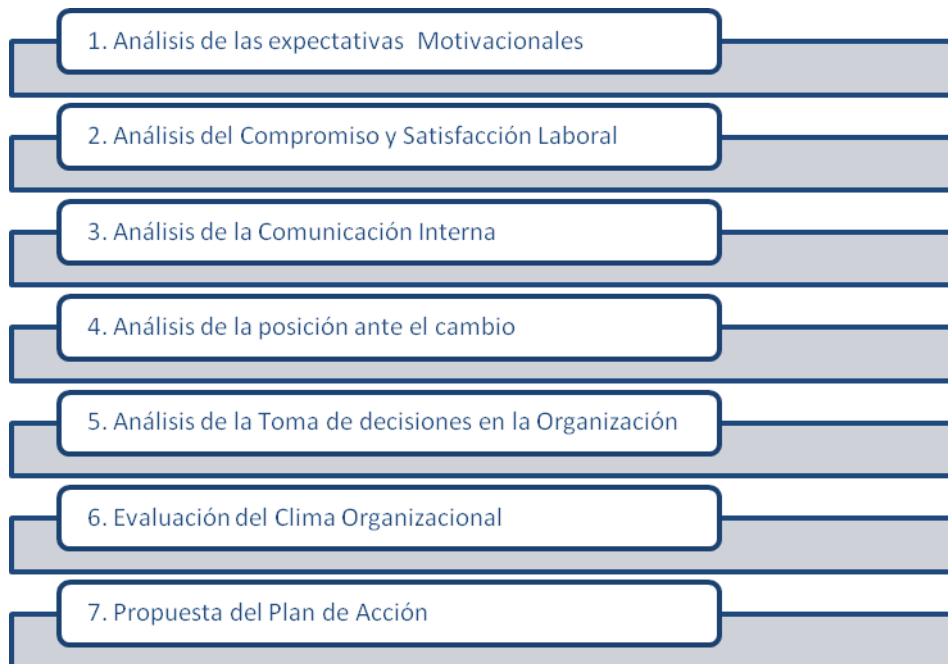 1. Análisis de las expectativas  Motivacionales
2. Análisis del Compromiso y Satisfacción Laboral
3. Análisis de la Comunicación Interna
4. Análisis de la posición ante el cambio
5. Análisis de la Toma de decisiones en la Organización
6. Evaluación del Clima Organizacional
7. Propuesta del Plan de Acción